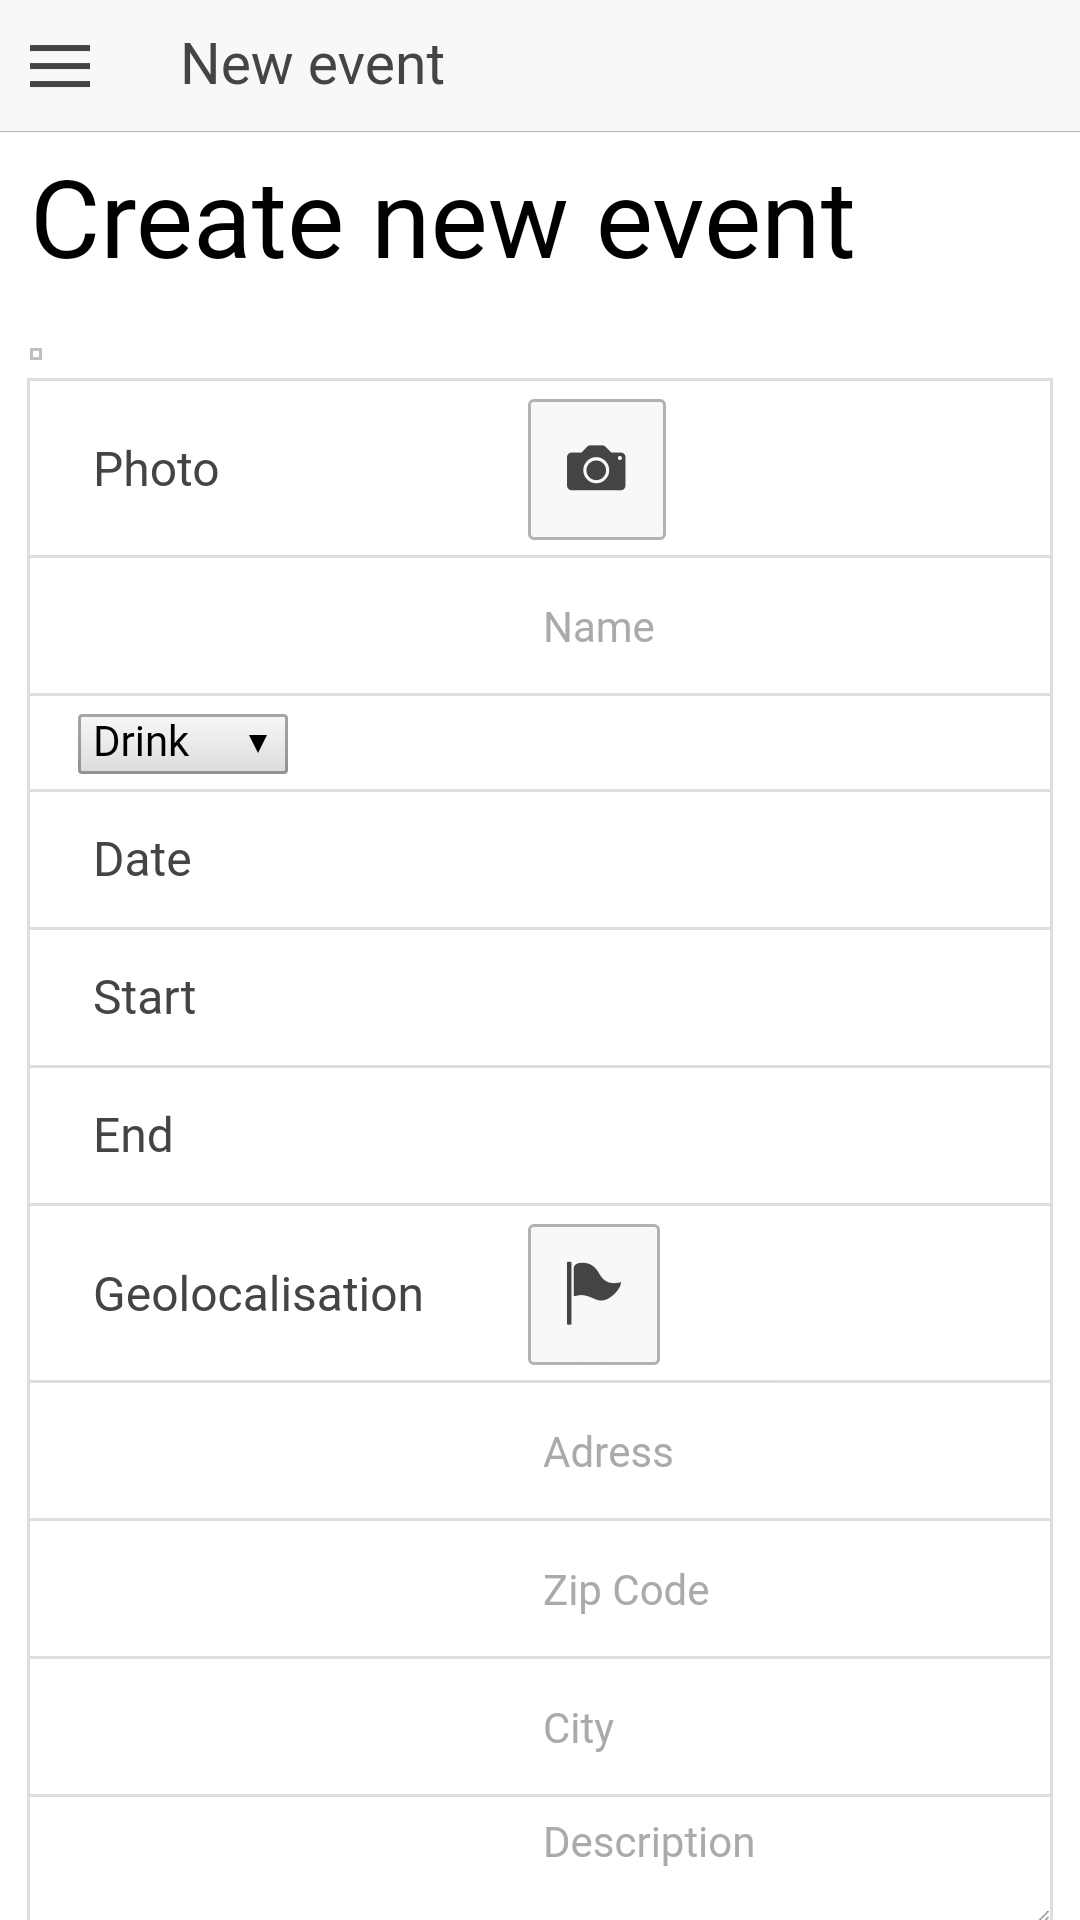 New event
Create new event
Photo
Name
Drink
Date
Start
End
Geolocalisation
Adress
Zip Code
City
Description